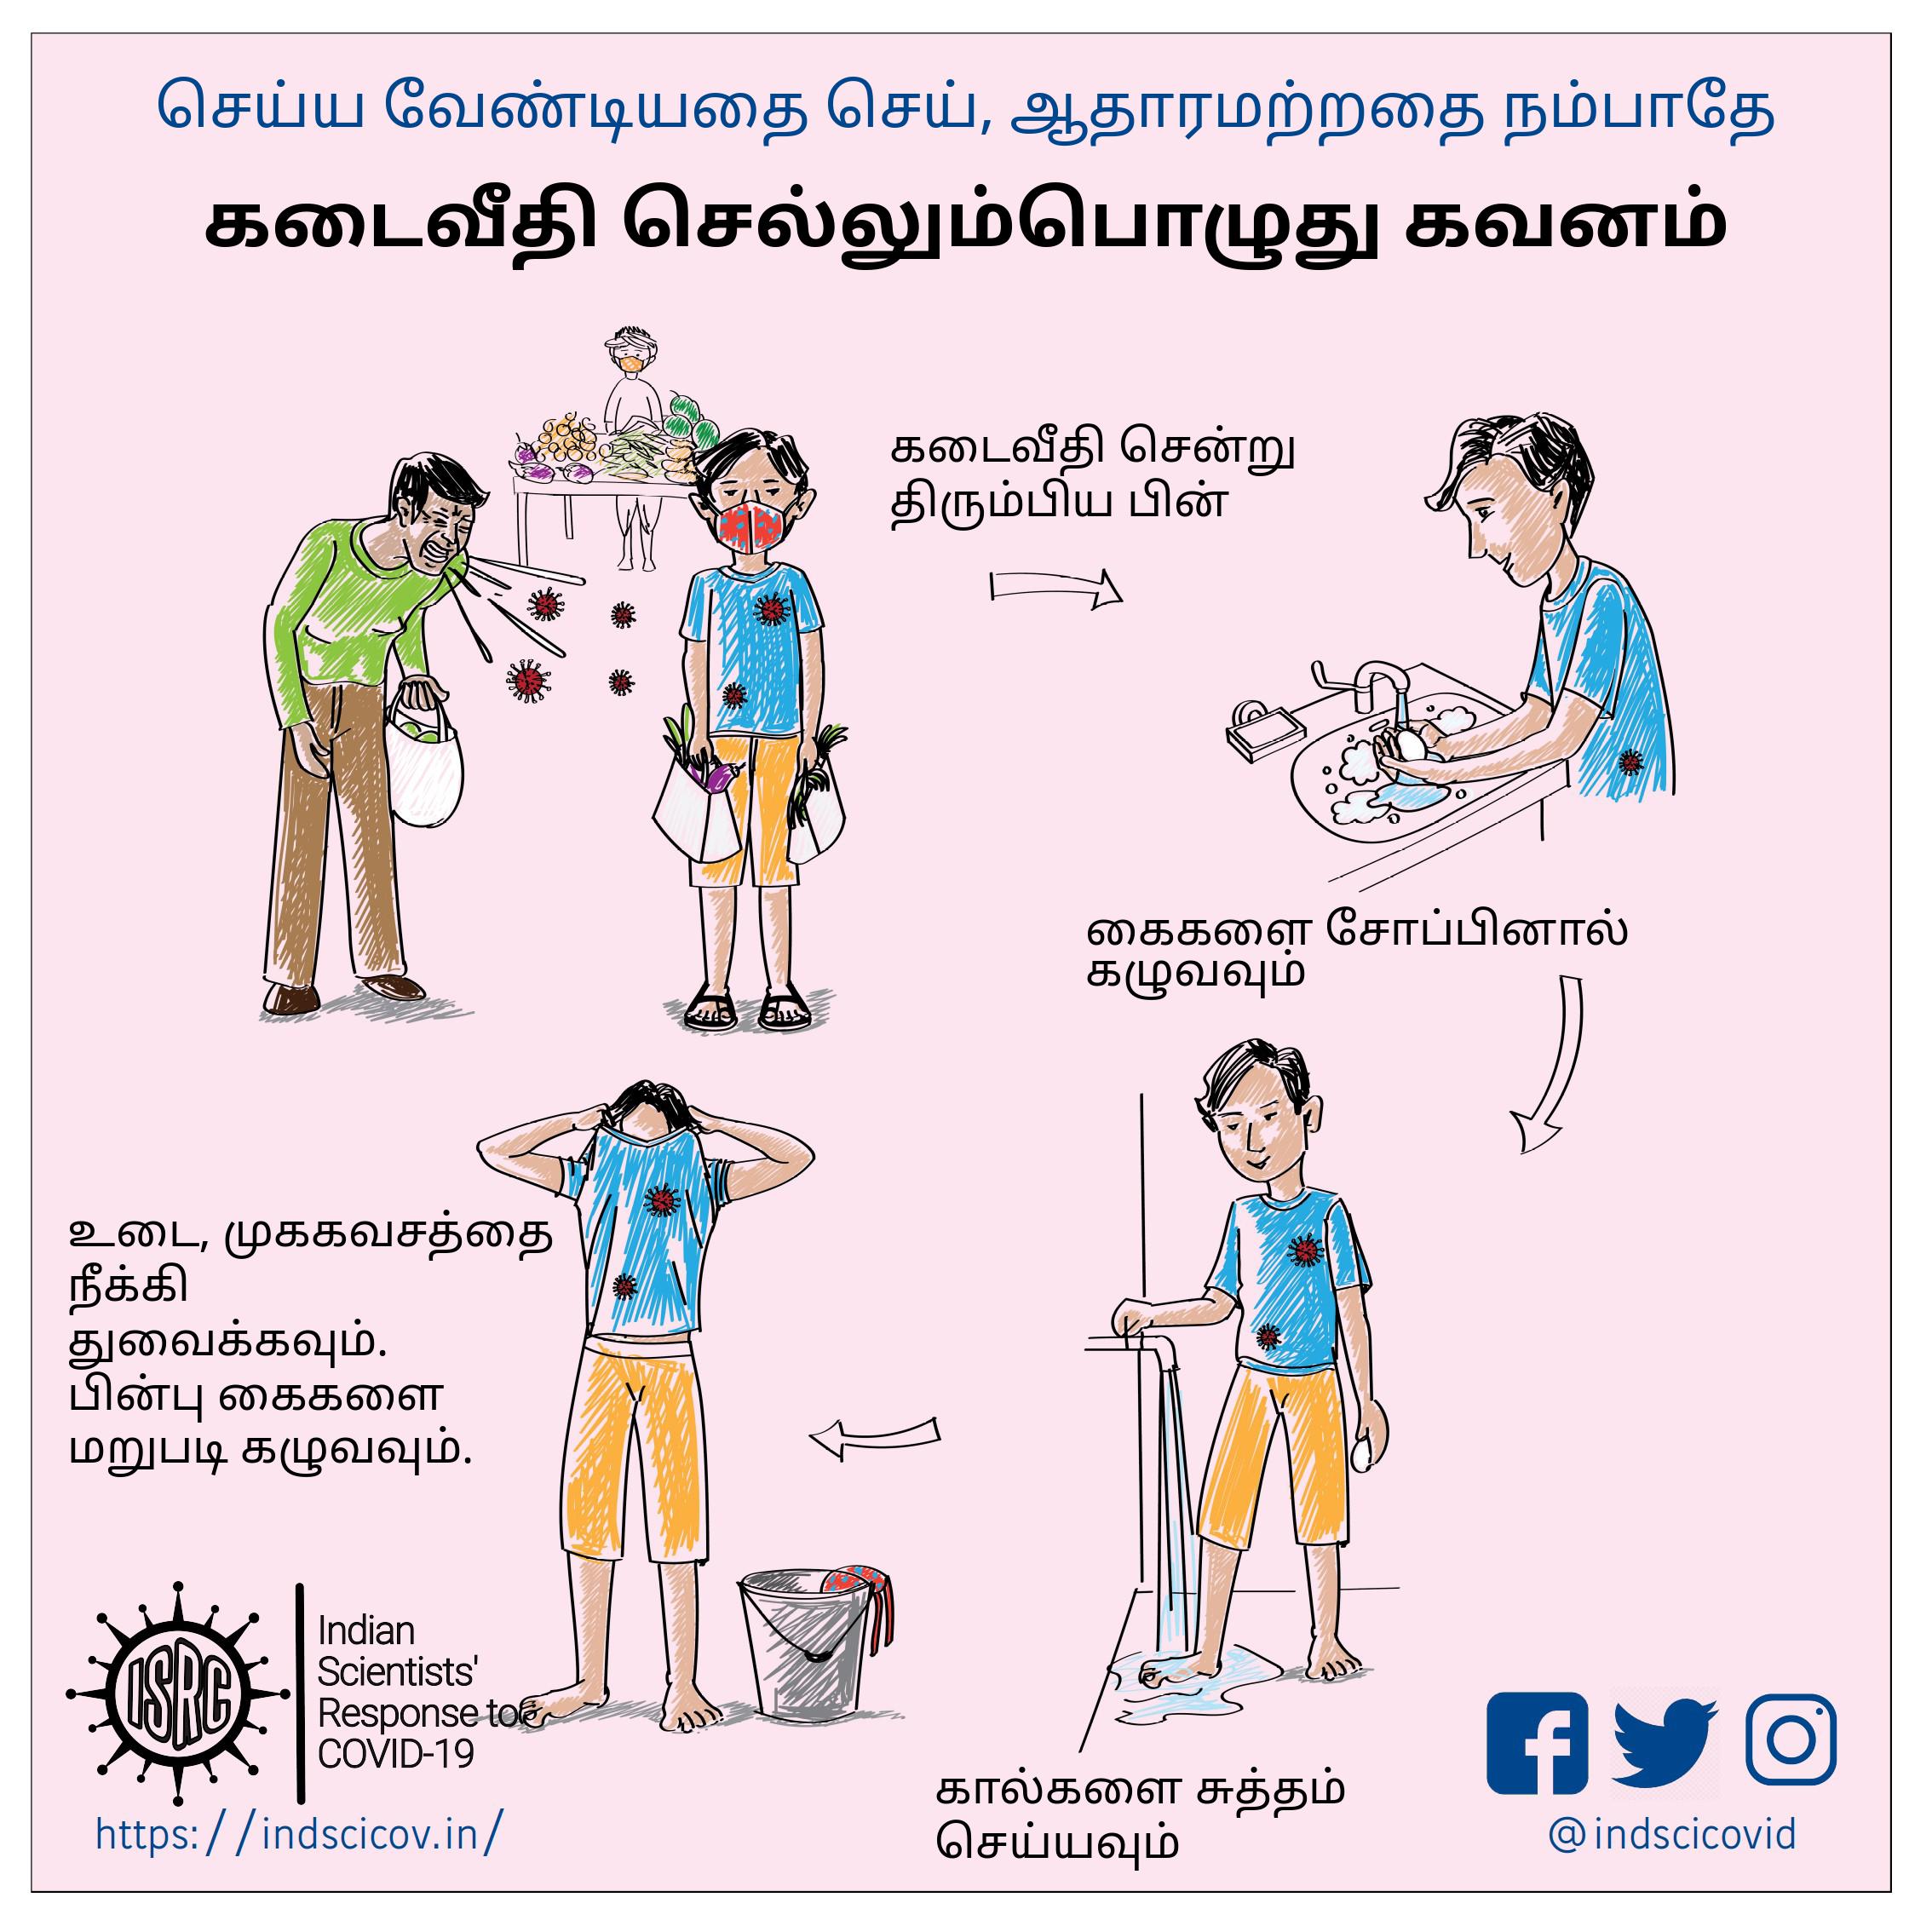 செய்ய வேண்டியதை செய், ஆதாரமற்றதை நம்பாதே
கடைவீதி செல்லும்பொழுது கவனம்
கடைவீதி சென்று
திரும்பிய பின்
கைகளை சோப்பினால்
கழுவவும்
உடை, முககவசத்தை
நீக்கி
துவைக்கவும்.
பின்பு கைகளை
மறுபடி கழுவவும்.
கால்களை சுத்தம்
செய்யவும்
ISRC
Indian
Scientists'
Response to
COVID-19
https://indscicov.in/
@indscicovid